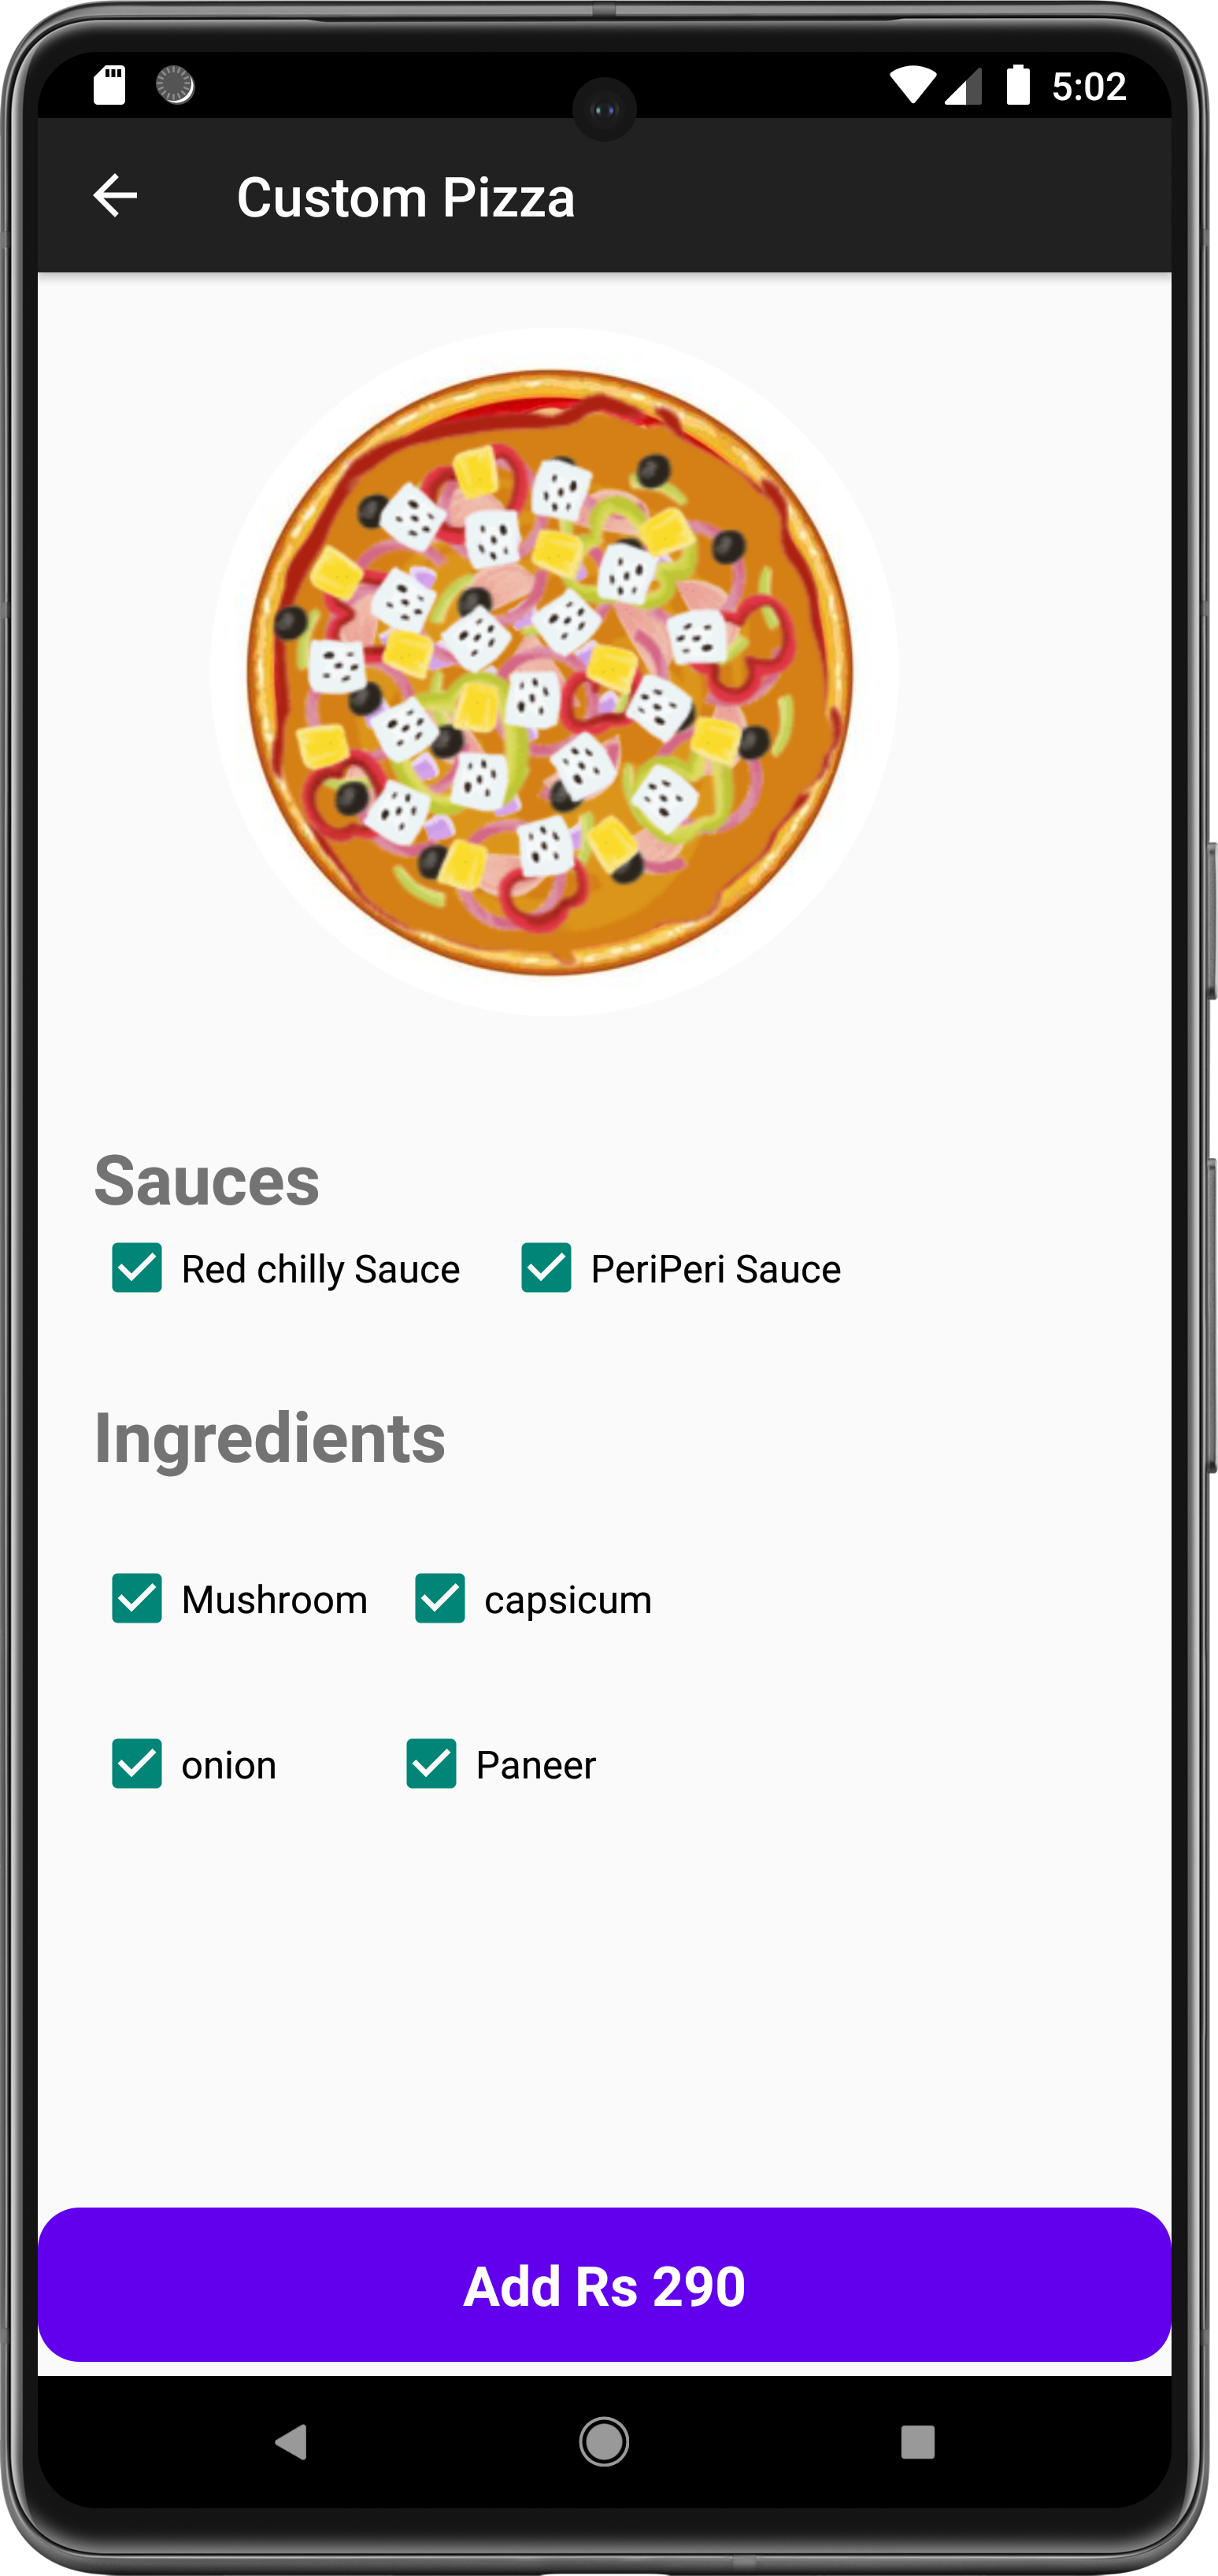 5:02
Custom Pizza
Sauces
Red chilly Sauce PeriPeri Sauce
Ingredients
Mushroom capsicum
onion Paneer
Add Rs 290